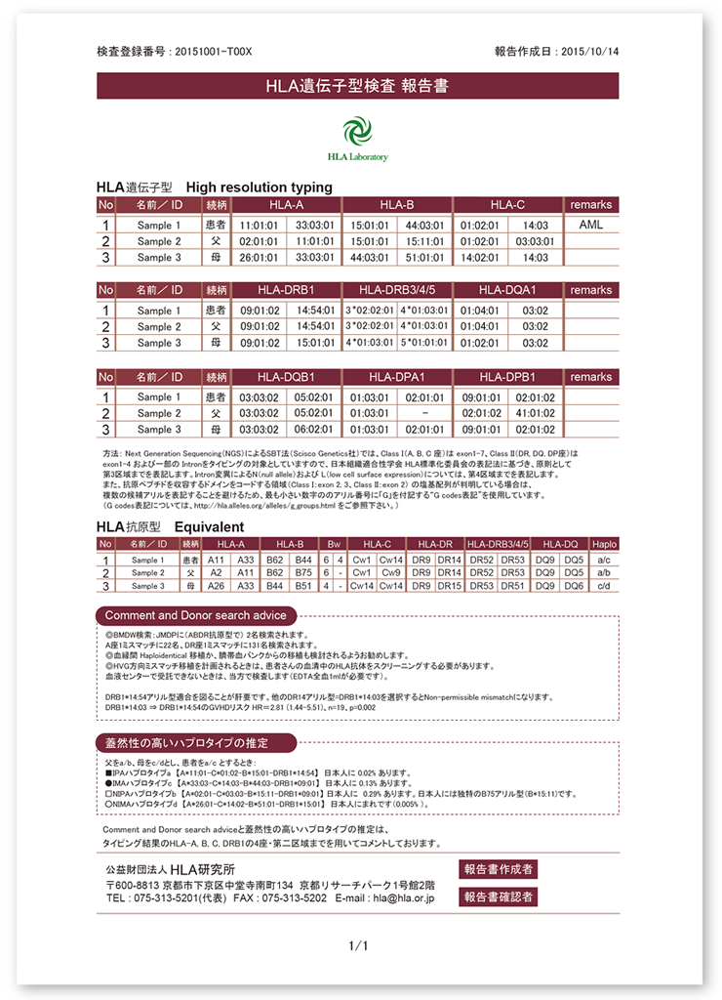 検査登録番号 : 20151001-T00X
報告作成日 : 2015/10/14
HLA遺伝子型検査 報告書
HLA Laboratory
HLA遺伝子型 High resolution typing
No 名前／ID 続柄 HLA-A HLA-B HLA-C remarks
1 Sample 1 患者 11:01:01 33:03:01 15:01:01 44:03:01 01:02:01 14:03 AML
2 Sample 2 父 02:01:01 11:01:01 15:01:01 15:11:01 01:02:01 03:03:01
3 Sample 3 母 26:01:01 33:03:01 44:03:01 51:01:01 14:02:01 14:03
No 名前／ID 続柄 HLA-DRB1 HLA-DRB3/4/5 HLA-DQA1 remarks
1 Sample 1 患者 09:01:02 14:54:01 3*02:02:01 4*01:03:01 01:04:01 03:02
2 Sample 2 父 09:01:02 14:54:01 3*02:02:01 4*01:03:01 01:04:01 03:02
3 Sample 3 母 09:01:02 15:01:01 4*01:03:01 5*01:01:01 01:02:01 03:02
No 名前／ID 続柄 HLA-DQB1 HLA-DPA1 HLA-DPB1 remarks
1 Sample 1 患者 03:03:02 05:02:01 01:03:01 02:01:01 09:01:01 02:01:02
2 Sample 2 父 03:03:02 05:02:01 01:03:01 － 02:01:02 41:01:02
3 Sample 3 母 03:03:02 06:02:01 01:03:01 02:01:01 09:01:01 02:01:02
方法： Next Generation Sequencing（NGS）によるSBT法（Scisco Genetics社）では、Class I（A, B, C 座）は exon1-7、Class II（DR, DQ, DP座）は
exon1-4 および一部の Intronをタイピングの対象としていますので、日本組織適合性学会 HLA標準化委員会の表記法に基づき、原則として
第3区域までを表記します。Intron変異によるN（null allele）および L（low cell surface expression）については、第4区域までを表記します。
また、抗原ペプチドを収容するドメインをコードする領域（Class I：exon 2, 3、Class II：exon 2）の塩基配列が判明している場合は、
複数の候補アリルを表記することを避けるため、最も小さい数字ののアリル名に「G」を付記する“G codes表記”を使用しています。
（G codes表記については、http://hla.alleles.org/alleles/g_groups.html をご参照下さい。）
HLA抗原型 Equivalent
No 名前／ID 続柄 HLA-A HLA-B Bw HLA-C HLA-DR HLA-DRB3/4/5 HLA-DQ Haplo
1 Sample 1 患者 A11 A33 B62 B44 6 4 Cw1 Cw14 DR9 DR14 DR52 DR53 DQ9 DQ5 a/c
2 Sample 2 父 A2 A11 B62 B75 6 - Cw1 Cw9 DR9 DR14 DR52 DR53 DQ9 DQ5 a/b
3 Sample 3 母 A26 A33 B44 B51 4 - Cw14 Cw14 DR9 DR15 DR53 DR51 DQ9 DQ6 c/d
Comment and Donor search advice
◎BMDW検索：JMDPに（ABDR抗原型で） 2名検索されます。
A座1ミスマッチに22名、DR座1ミスマッチに131名検索されます。
◎血縁間 Haploidentical 移植か、臍帯血バンクからの移植も検討されるようお勧めします。
◎HVG方向ミスマッチ移植を計画されるときは、患者さんの血清中のHLA抗体をスクリーニングする必要があります。
血液センターで受託できないときは、当方で検査します（EDTA全血1mlが必要です）。
DRB1*14:54アリル型適合を図ることが肝要です。他のDR14アリル型=DRB1*14:03を選択するとNon-permissible mismatchになります。
DRB1*14:03 ⇒ DRB1*14:54のGVHDリスク HR＝2.81 (1.44-5.51)、n=19、p=0.002
蓋然性の高いハプロタイプの推定
父をa/b、母をc/dとし、患者をa/c とするとき：
■IPAハプロタイプa 【A*11:01-C*01:02-B*15:01-DRB1*14:54】 日本人に 0.02% あります。
●IMAハプロタイプc 【A*33:03-C*14:03-B*44:03-DRB1*09:01】 日本人に 0.13% あります。
□NIPAハプロタイプb 【A*02:01-C*03:03-B*15:11-DRB1*09:01】日本人に 0.29% あります。日本人には独特のB75アリル型（B*15:11）です。
○NIMAハプロタイプd 【A*26:01-C*14:02-B*51:01-DRB1*15:01】 日本人にまれです（0.005% ）。
Comment and Donor search adviceと蓋然性の高いハプロタイプの推定は、
タイピング結果のHLA-A, B, C, DRB1の4座・第二区域までを用いてコメントしております。
公益財団法人 HLA研究所
〒600-8813 京都市下京区中堂寺南町134 京都リサーチパーク1号館2階
TEL : 075-313-5201(代表) FAX : 075-313-5202 E-mail : hla@hla.or.jp
報告書作成者
報告書確認者
1/1